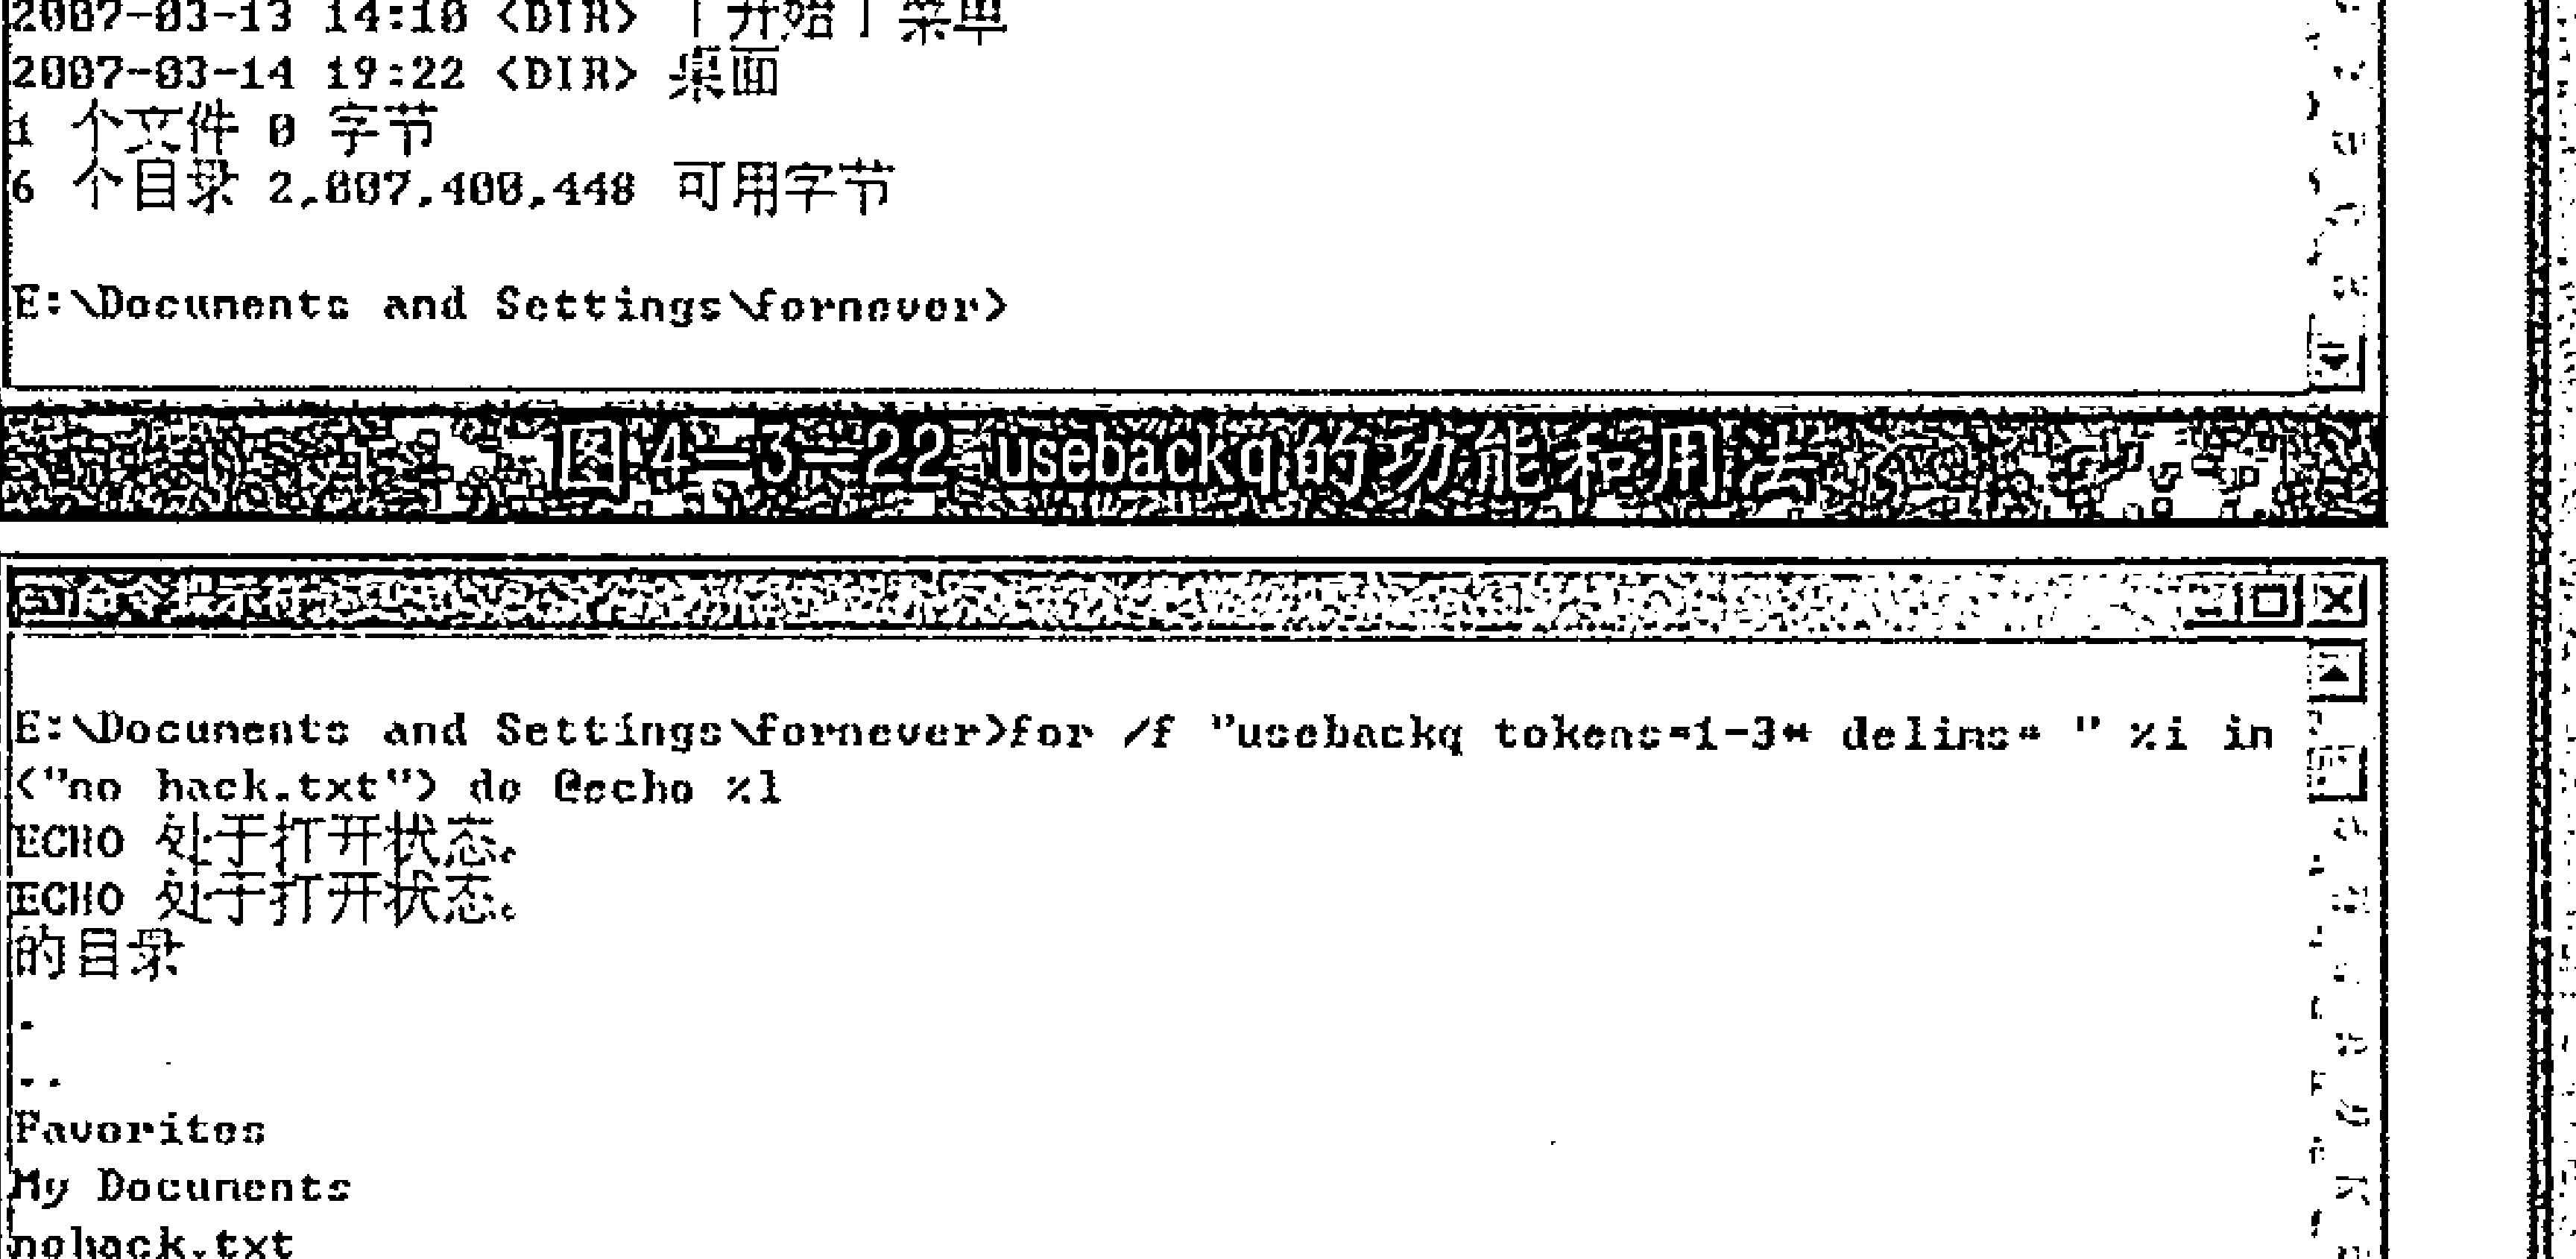 2007-03-13 14:10 <DIR> 「开始」菜单
2007-03-14 19:22 <DIR> 桌面
1 个文件 0 字节
6 个目录 2,007,400,448 可用字节
E:\Documents and Settings\fornever>
图 4-3-22 usebackq的功能和用法
命令提示符
E:\Documents and Settings\fornever>for /f "usebackq tokens=1-3* delims= " %i in
("no hack.txt") do @echo %l
ECHO 处于打开状态。
ECHO 处于打开状态。
的目录
.
..
Favorites
My Documents
nohack.txt